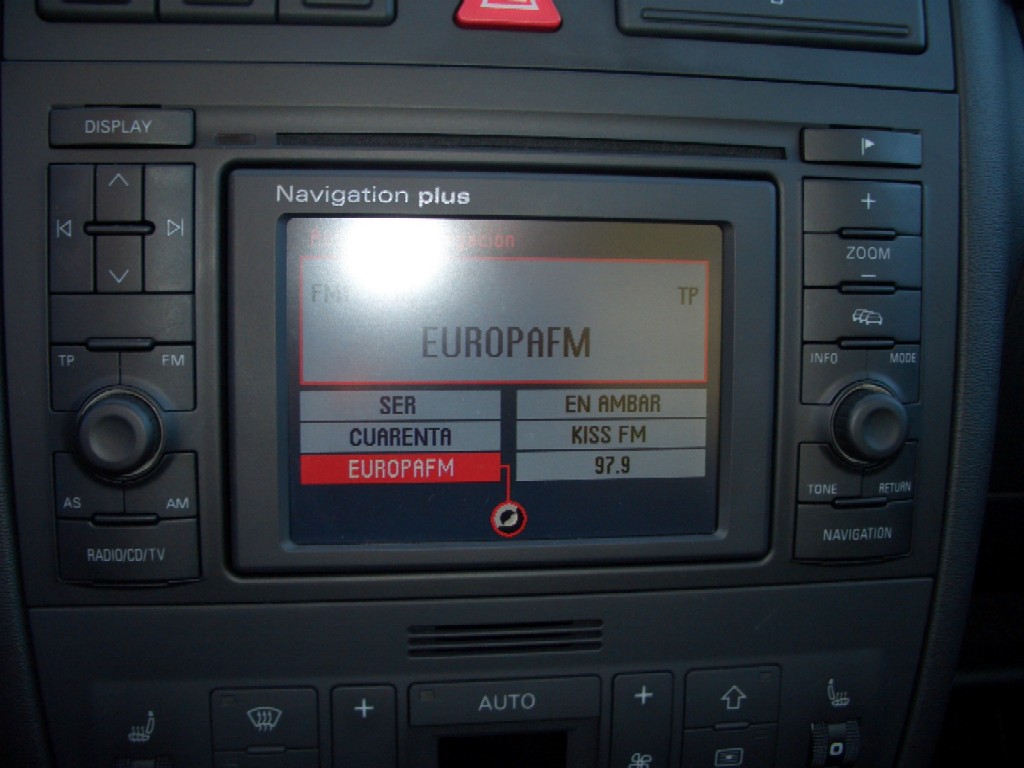 DISPLAY
Navigation plus
TP
EUROPAFM
SER
EN AMBAR
CUARENTA
KISS FM
EUROPAFM
97.9
TP
FM
AS
AM
RADIO/CD/TV
+
ZOOM
−
INFO
MODE
TONE
RETURN
NAVIGATION
+
AUTO
+